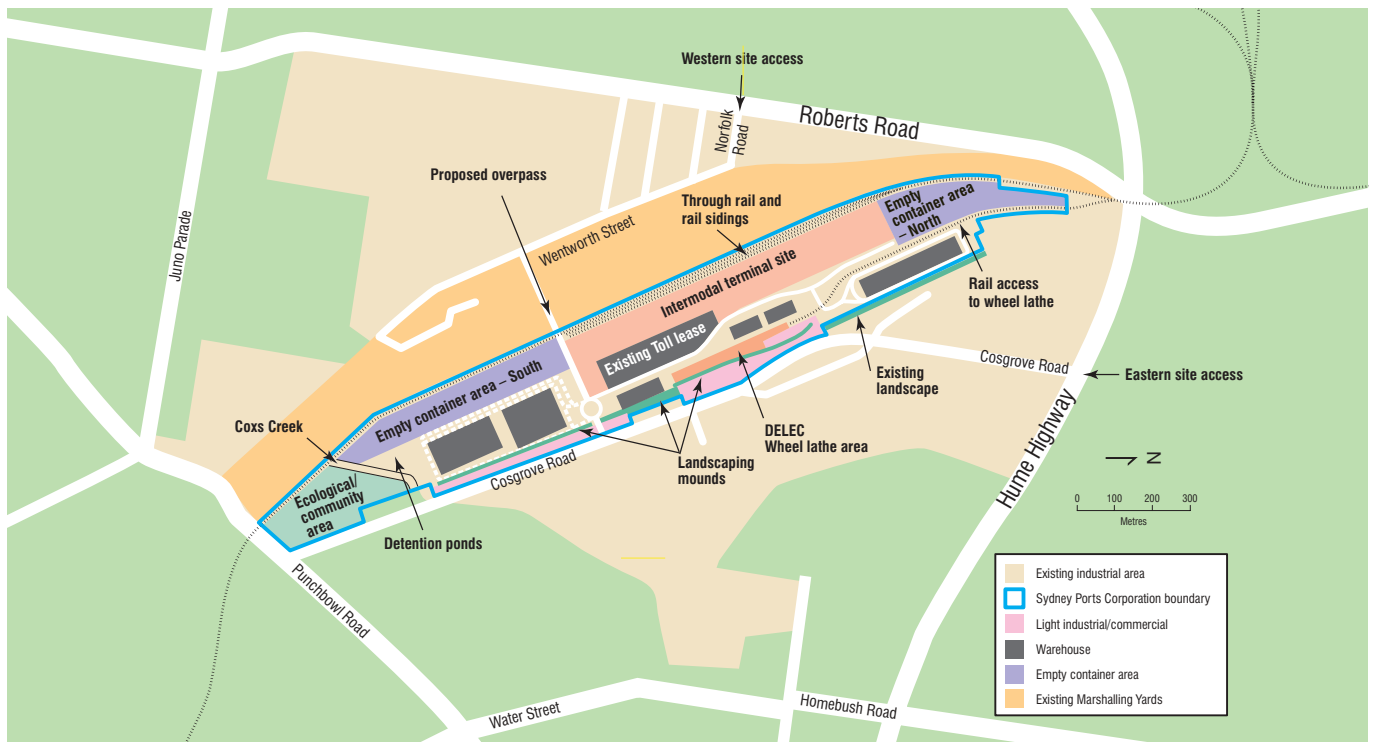 Western site access
Roberts Road
Norfolk
Road
Proposed overpass
Through rail and
rail sidings
Empty
container area
– North
Juno Parade
Wentworth Street
Intermodal terminal site
Rail access
to wheel lathe
Existing Toll lease
Cosgrove Road
Eastern site access
Existing
landscape
Empty container area – South
Coxs Creek
DELEC
Wheel lathe area
Landscaping
mounds
Cosgrove Road
Hume Highway
N
Ecological/
community
area
0 100 200 300
Metres
Detention ponds
Punchbowl Road
Water Street
Homebush Road
Existing industrial area
Sydney Ports Corporation boundary
Light industrial/commercial
Warehouse
Empty container area
Existing Marshalling Yards